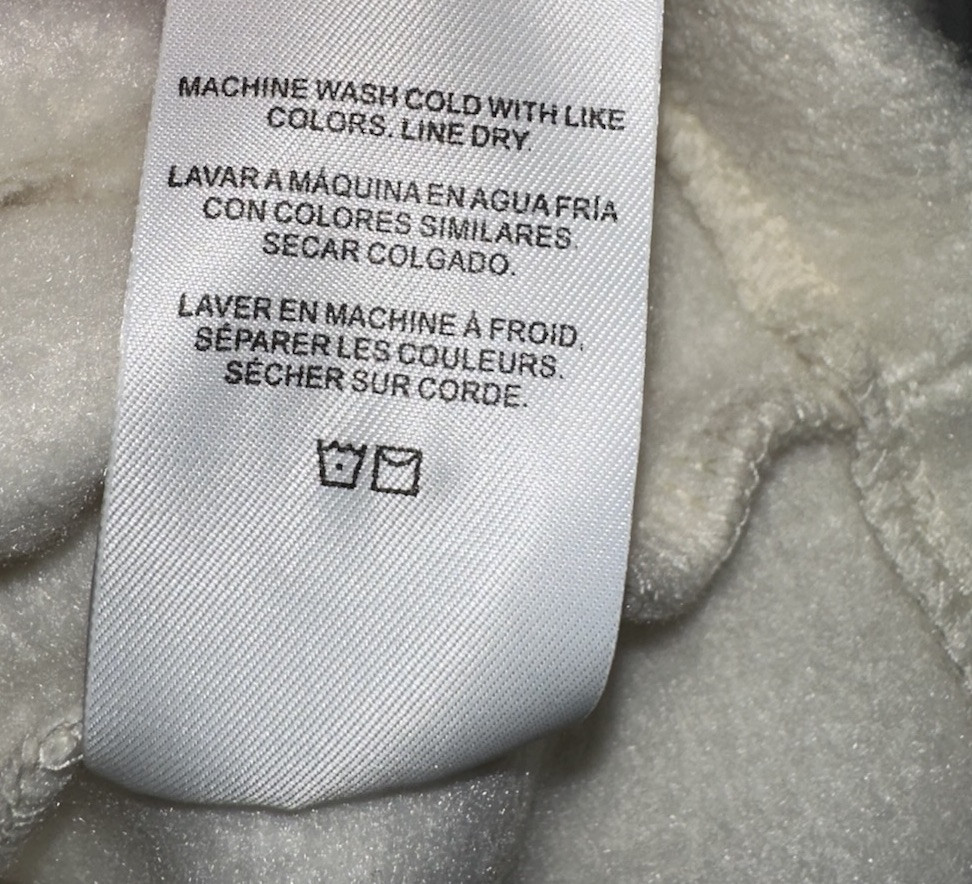 MACHINE WASH COLD WITH LIKE
COLORS. LINE DRY.
LAVAR A MÁQUINA EN AGUA FRÍA
CON COLORES SIMILARES.
SECAR COLGADO.
LAVER EN MACHINE À FROID,
SÉPARER LES COULEURS.
SÉCHER SUR CORDE.